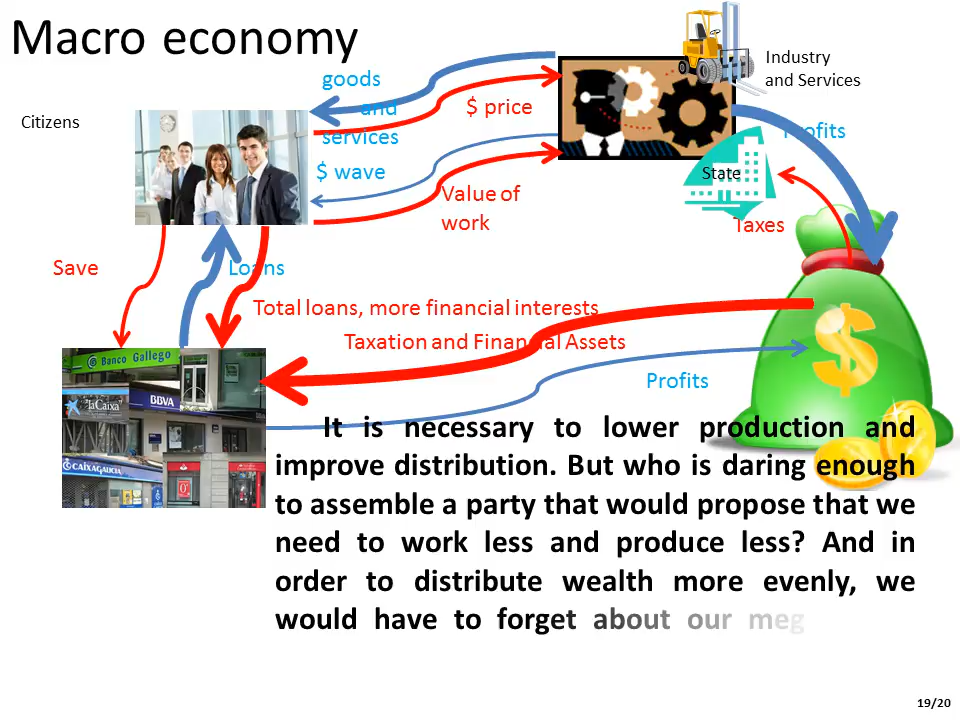 Macro economy
Industry
and Services
goods
and
services
$ price
Citizens
Profits
$ wave
State
Value of
work
Taxes
Save
Loans
Total loans, more financial interests
Taxation and Financial Assets
Profits
Banco Gallego
"la Caixa"
BBVA
CAIXAGALICIA
It is necessary to lower production and
improve distribution. But who is daring enough
to assemble a party that would propose that we
need to work less and produce less? And in
order to distribute wealth more evenly, we
would have to forget about our meg
$
19/20